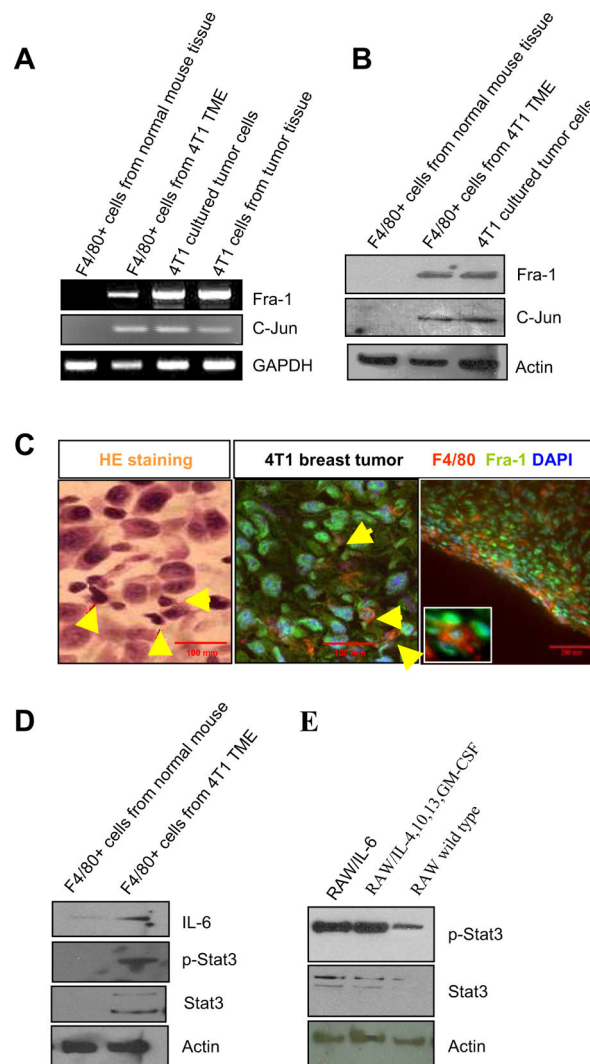 A
F4/80+ cells from normal mouse tissue
F4/80+ cells from 4T1 TME
4T1 cultured tumor cells
4T1 cells from tumor tissue
Fra-1
C-Jun
GAPDH
B
F4/80+ cells from normal mouse tissue
F4/80+ cells from 4T1 TME
4T1 cultured tumor cells
Fra-1
C-Jun
Actin
C
HE staining
4T1 breast tumor
F4/80 Fra-1 DAPI
100 mm
100 mm
200 mm
D
F4/80+ cells from normal mouse
F4/80+ cells from 4T1 TME
IL-6
p-Stat3
Stat3
Actin
E
RAW/IL-6
RAW/IL-4,10,13,GM-CSF
RAW wild type
p-Stat3
Stat3
Actin